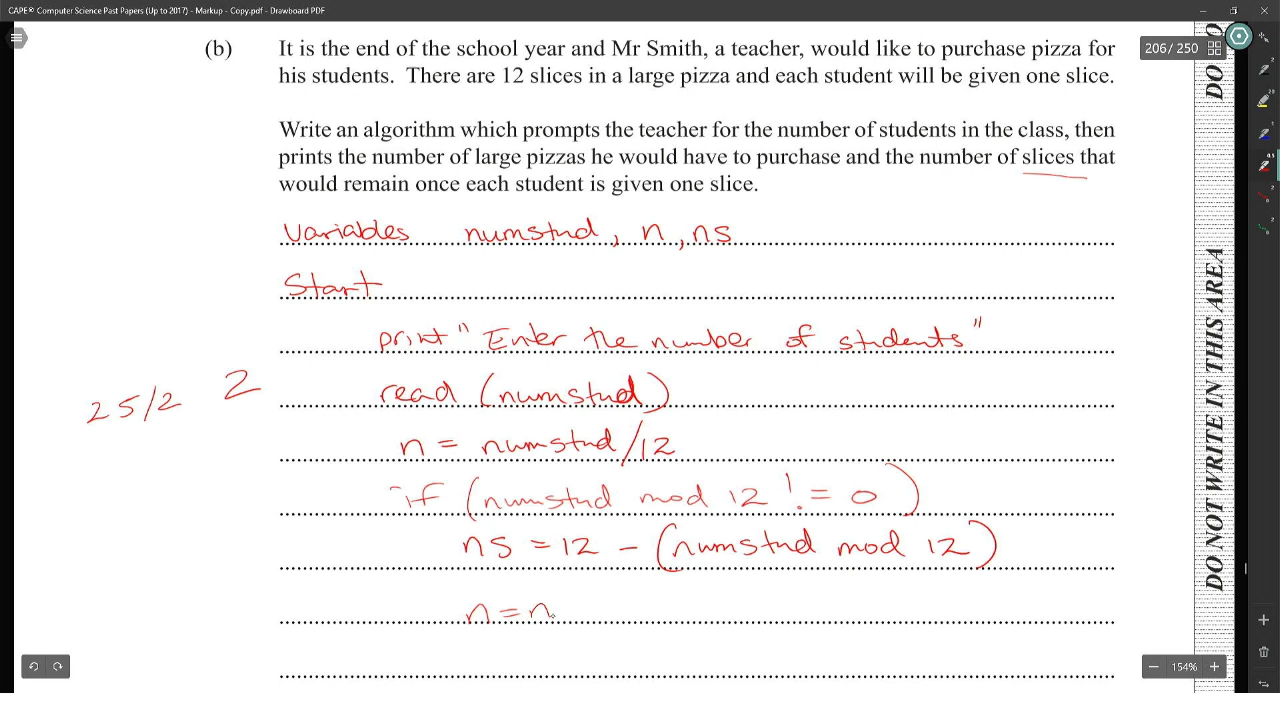 CAPE® Computer Science Past Papers (Up to 2017) - Markup - Copy.pdf - Drawboard PDF
206 / 250
(b) It is the end of the school year and Mr Smith, a teacher, would like to purchase pizza for
his students. There are 12 slices in a large pizza and each student will be given one slice.
Write an algorithm which prompts the teacher for the number of students in the class, then
prints the number of large pizzas he would have to purchase and the number of slices that
would remain once each student is given one slice.
Variables numstud, n, ns
Start
print "Enter the number of students"
read (numstud)
25/2 2
n = numstud/12
if (numstud mod 12 != 0)
ns = 12 - (numstud mod 12)
n = n
DO NOT WRITE IN THIS AREA
DO
154%